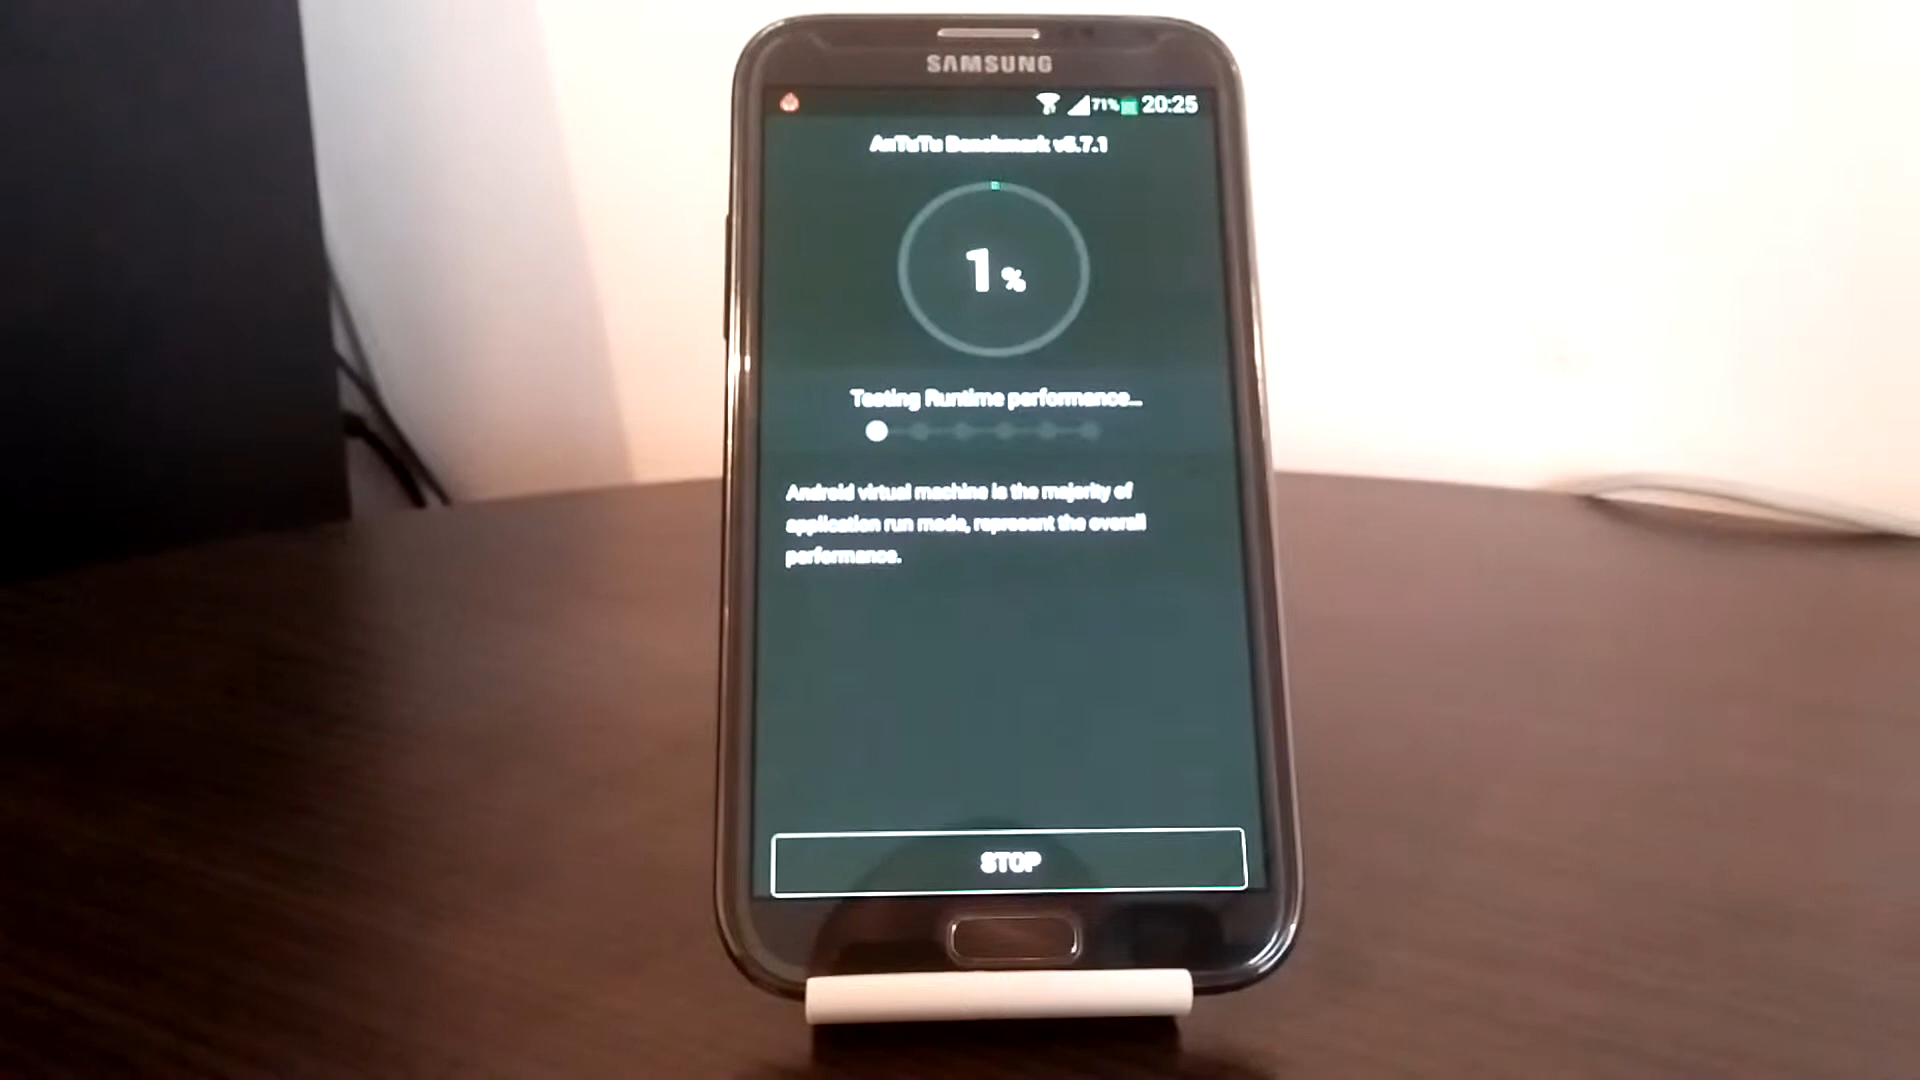 SAMSUNG
71% 20:25
AnTuTu Benchmark v5.7.1
1%
Testing Runtime performance...
Android virtual machine is the majority of
application run mode, represent the overall
performance.
STOP